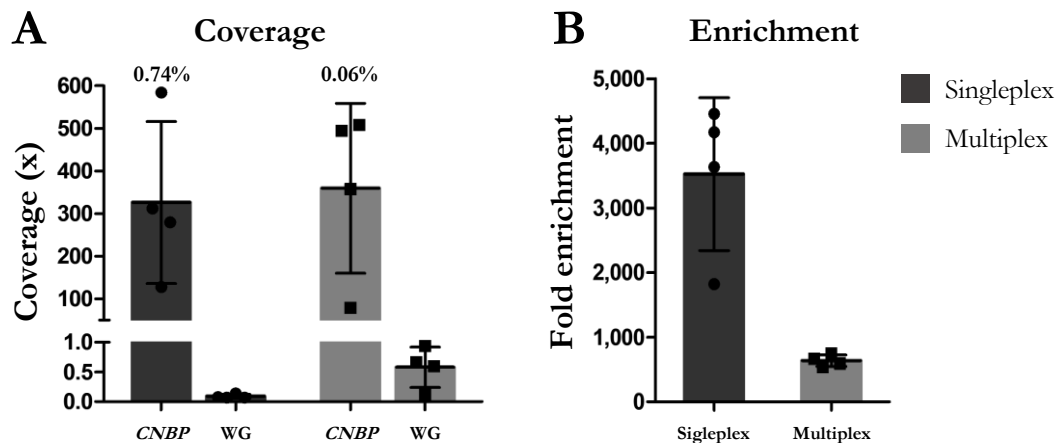 A
Coverage
0.74%
0.06%
Coverage (x)
600
500
400
300
200
100
1.0
0.5
0.0
CNBP
WG
CNBP
WG
B
Enrichment
Fold enrichment
5,000
4,000
3,000
2,000
1,000
0
Sigleplex
Multiplex
Singleplex
Multiplex